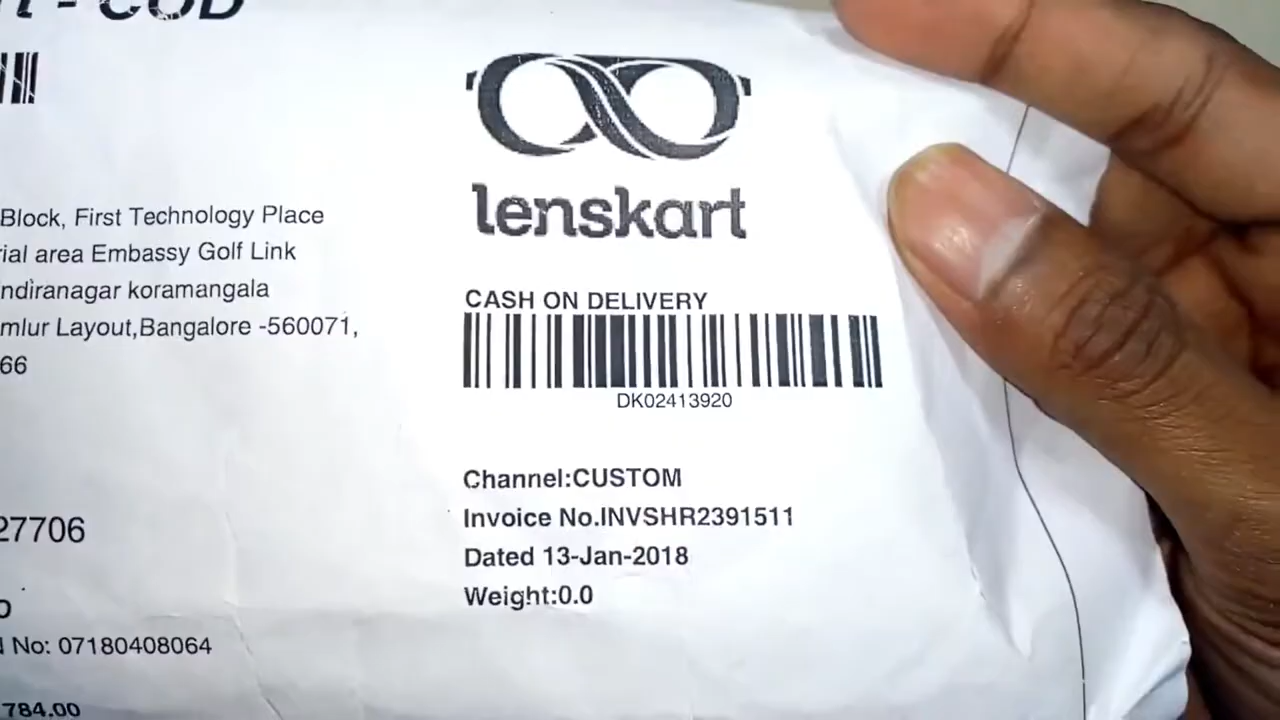 - COD
Block, First Technology Place
rial area Embassy Golf Link
ndiranagar koramangala
mlur Layout,Bangalore -560071,
66
27706
No: 07180408064
784.00
lenskart
CASH ON DELIVERY
DK02413920
Channel:CUSTOM
Invoice No.INVSHR2391511
Dated 13-Jan-2018
Weight:0.0